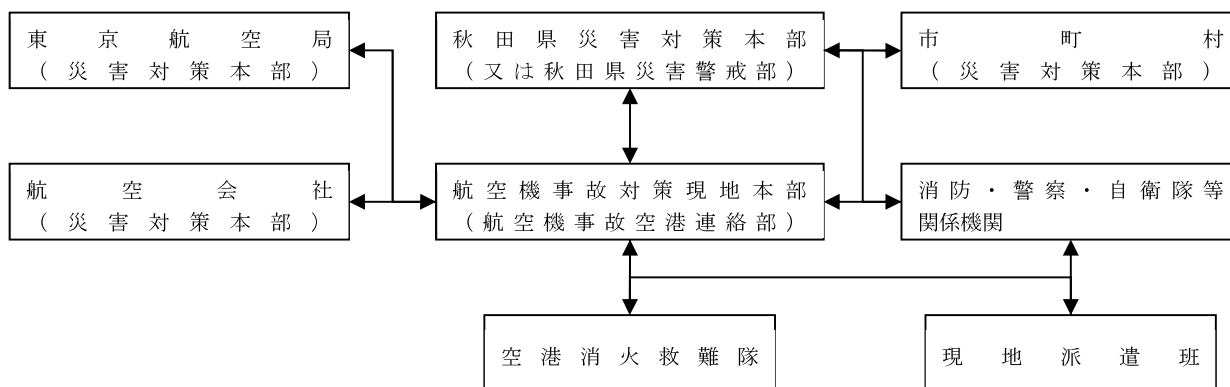 東京航空局
（災害対策本部）
秋田県災害対策本部
（又は秋田県災害警戒部）
市町村
（災害対策本部）
航空会社
（災害対策本部）
航空機事故対策現地本部
（航空機事故空港連絡部）
消防・警察・自衛隊等
関係機関
空港消火救難隊
現地派遣班